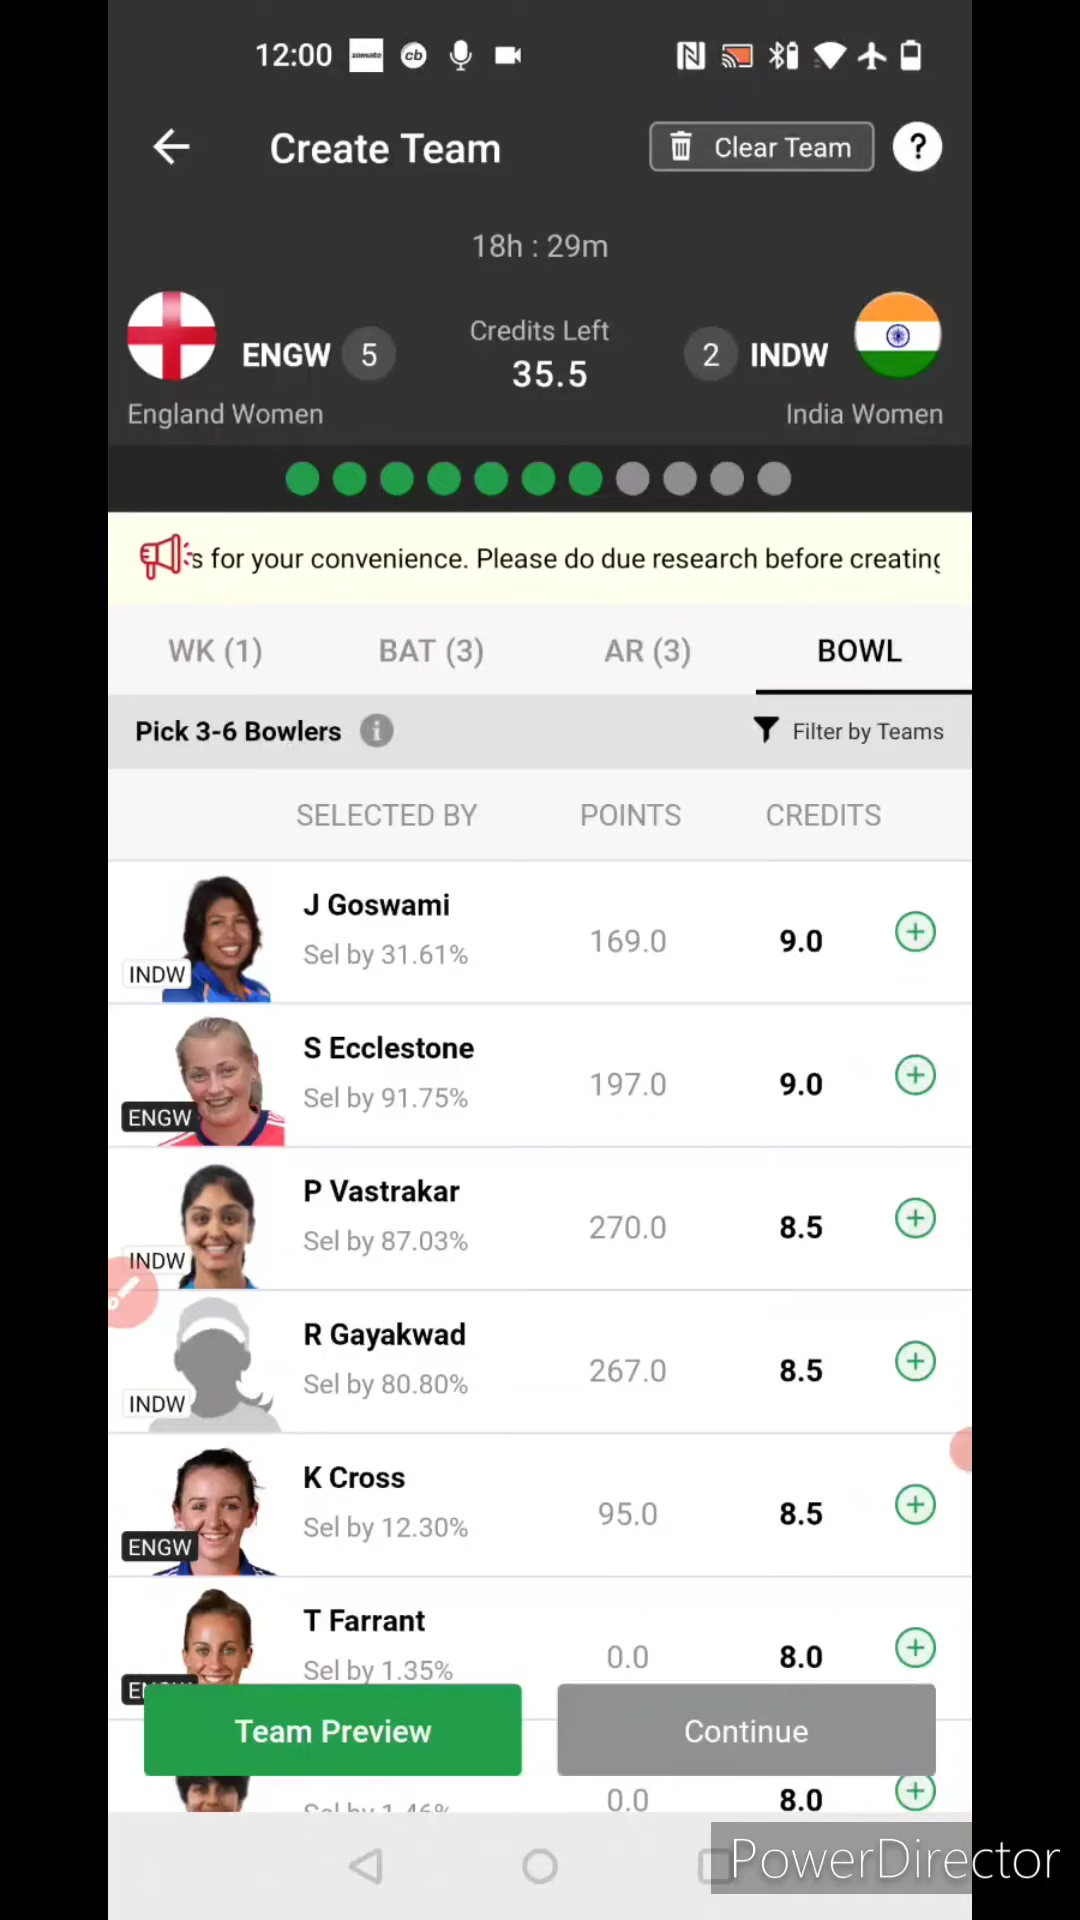 12:00 zomato cb
Create Team Clear Team ?
18h : 29m
ENGW 5 Credits Left 2 INDW
35.5
England Women India Women
s for your convenience. Please do due research before creating
WK (1) BAT (3) AR (3) BOWL
Pick 3-6 Bowlers i Filter by Teams
SELECTED BY POINTS CREDITS
J Goswami
INDW Sel by 31.61% 169.0 9.0
S Ecclestone
ENGW Sel by 91.75% 197.0 9.0
P Vastrakar
INDW Sel by 87.03% 270.0 8.5
R Gayakwad
INDW Sel by 80.80% 267.0 8.5
K Cross
ENGW Sel by 12.30% 95.0 8.5
T Farrant
Sel by 1.35% 0.0 8.0
Team Preview Continue
Sel by 1.46% 0.0 8.0
PowerDirector